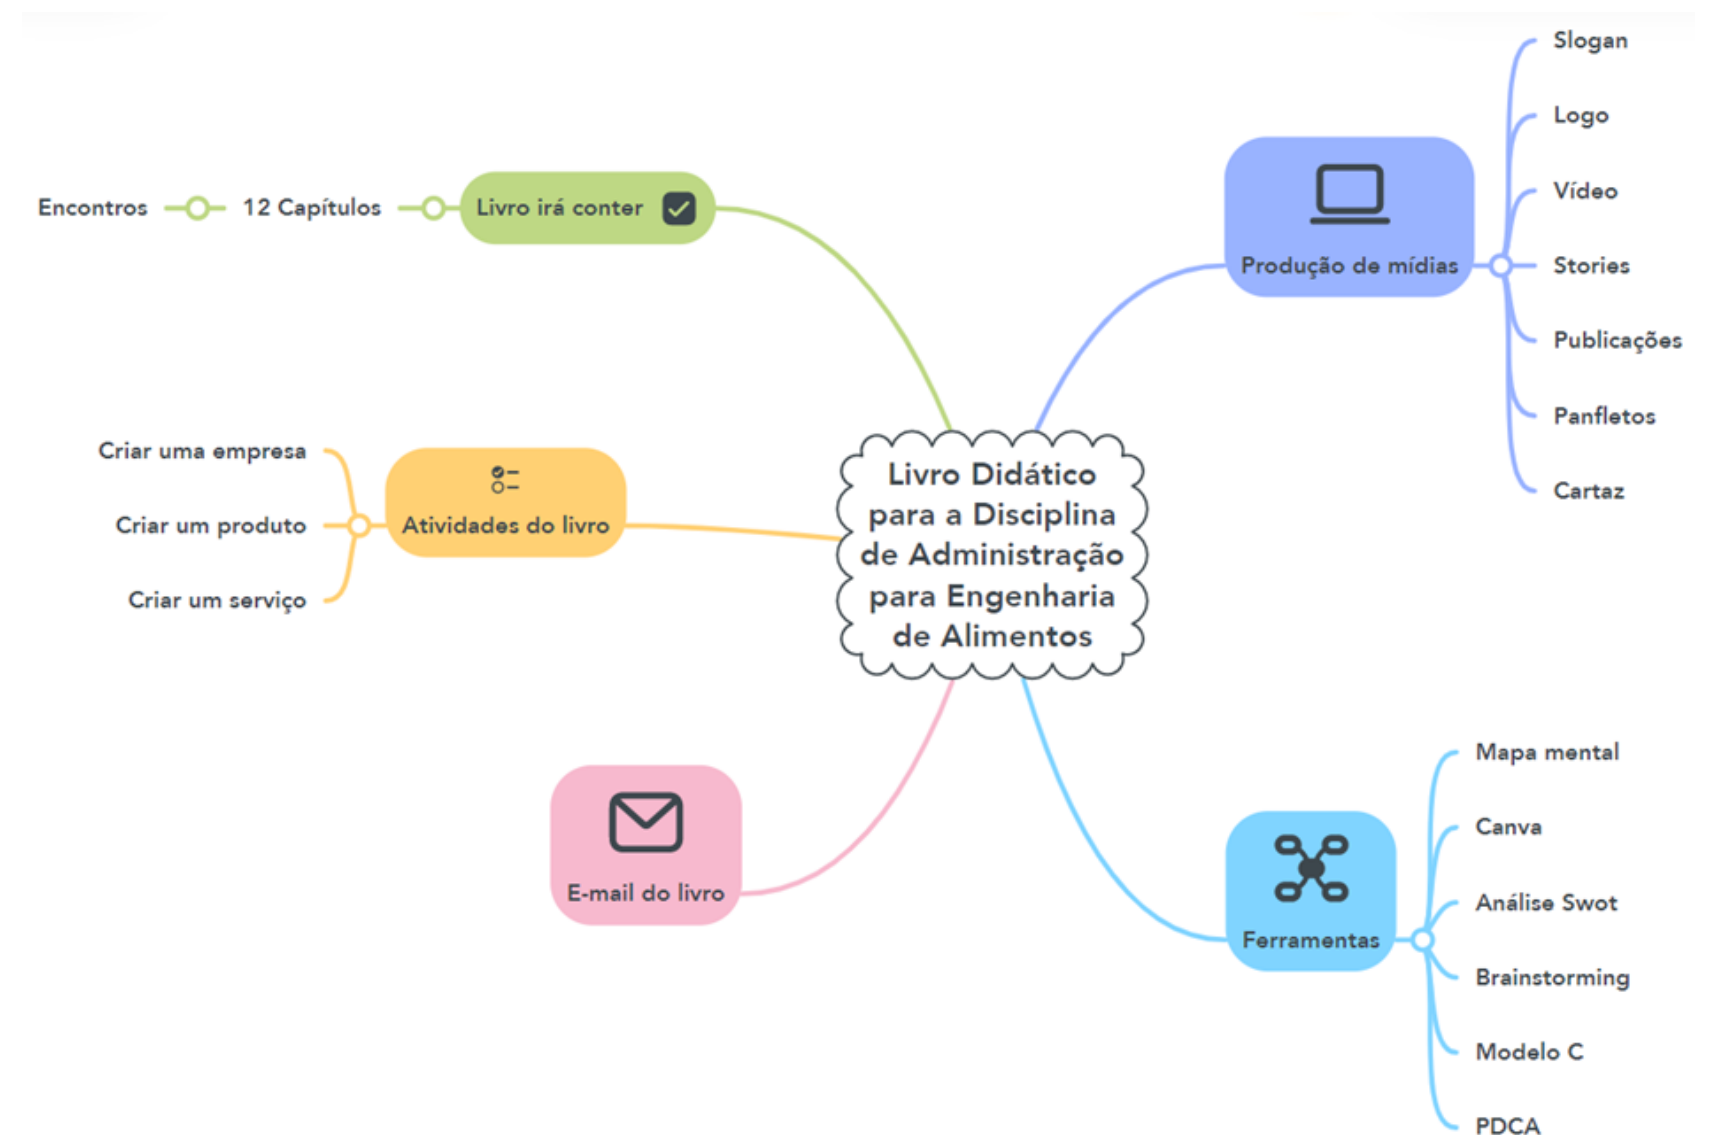 Slogan
Logo
Vídeo
Stories
Publicações
Panfletos
Cartaz
Produção de mídias
Encontros
12 Capítulos
Livro irá conter
Criar uma empresa
Criar um produto
Criar um serviço
Atividades do livro
Livro Didático
para a Disciplina
de Administração
para Engenharia
de Alimentos
E-mail do livro
Ferramentas
Mapa mental
Canva
Análise Swot
Brainstorming
Modelo C
PDCA